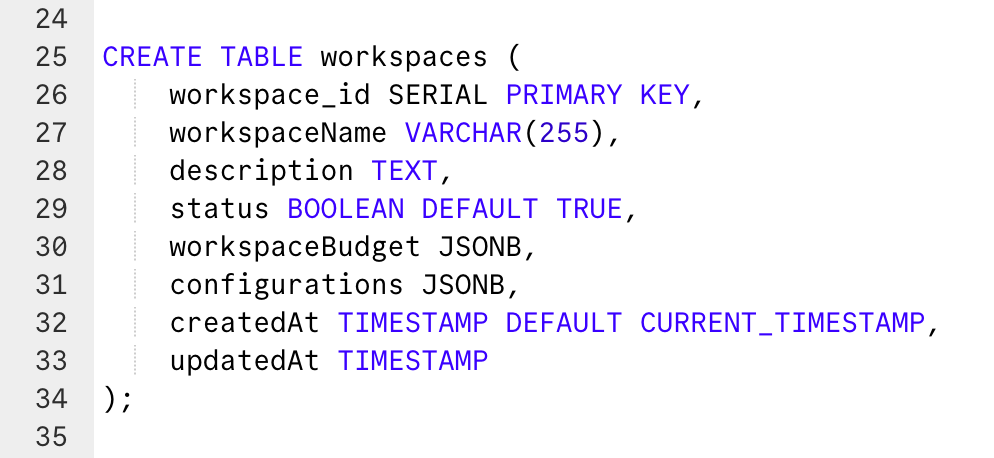 24
25 CREATE TABLE workspaces (
26     workspace_id SERIAL PRIMARY KEY,
27     workspaceName VARCHAR(255),
28     description TEXT,
29     status BOOLEAN DEFAULT TRUE,
30     workspaceBudget JSONB,
31     configurations JSONB,
32     createdAt TIMESTAMP DEFAULT CURRENT_TIMESTAMP,
33     updatedAt TIMESTAMP
34 );
35